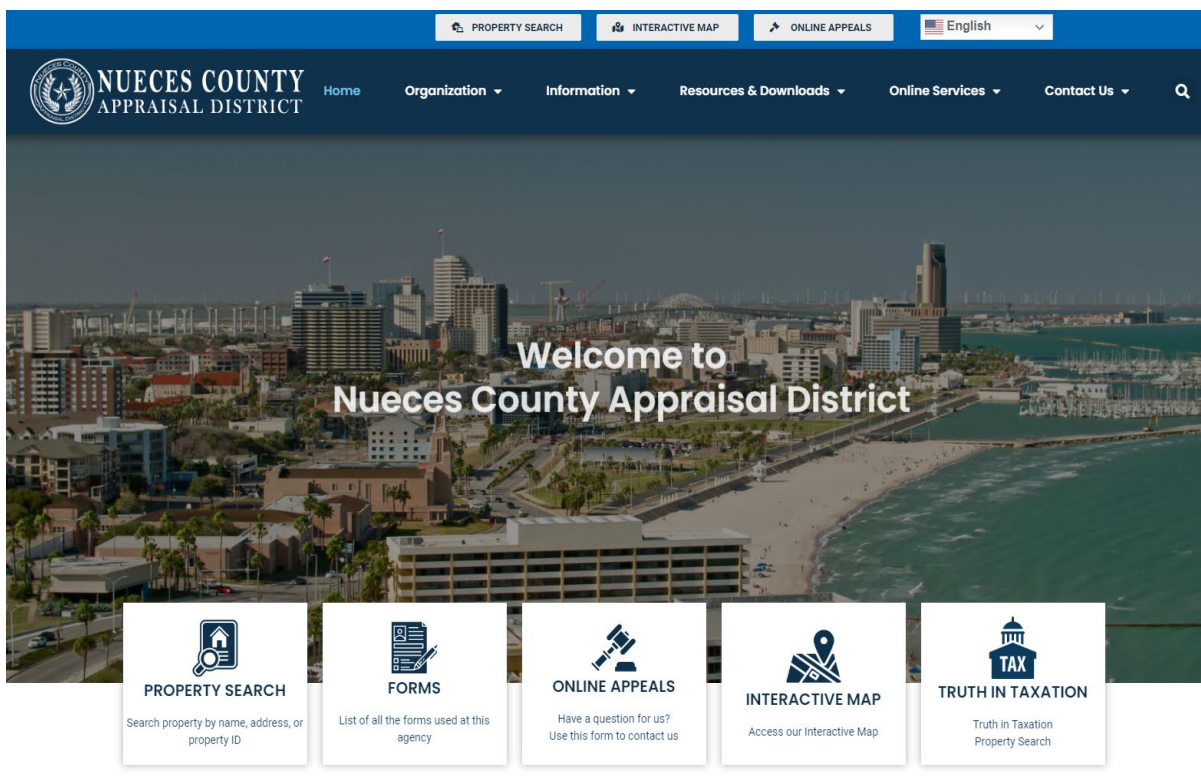 PROPERTY SEARCH
INTERACTIVE MAP
ONLINE APPEALS
English
NUECES COUNTY
APPRAISAL DISTRICT
Home
Organization
Information
Resources & Downloads
Online Services
Contact Us
Welcome to
Nueces County Appraisal District
PROPERTY SEARCH
Search property by name, address, or
property ID
FORMS
List of all the forms used at this
agency
ONLINE APPEALS
Have a question for us?
Use this form to contact us
INTERACTIVE MAP
Access our Interactive Map
TAX
TRUTH IN TAXATION
Truth in Taxation
Property Search